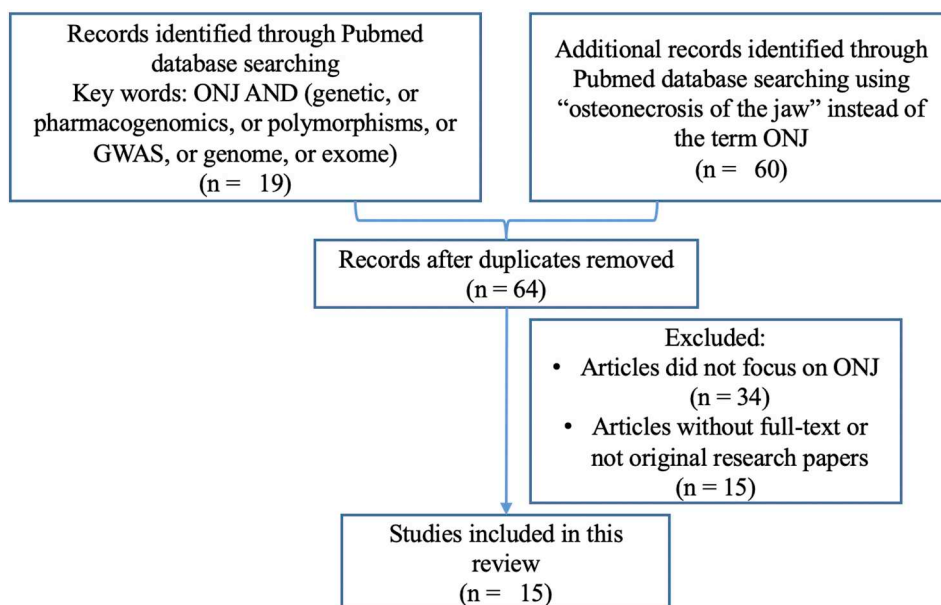 Records identified through Pubmed
database searching
Key words: ONJ AND (genetic, or
pharmacogenomics, or polymorphisms, or
GWAS, or genome, or exome)
(n = 19)
Additional records identified through
Pubmed database searching using
“osteonecrosis of the jaw” instead of
the term ONJ
(n = 60)
Records after duplicates removed
(n = 64)
Excluded:
• Articles did not focus on ONJ
(n = 34)
• Articles without full-text or
not original research papers
(n = 15)
Studies included in this
review
(n = 15)